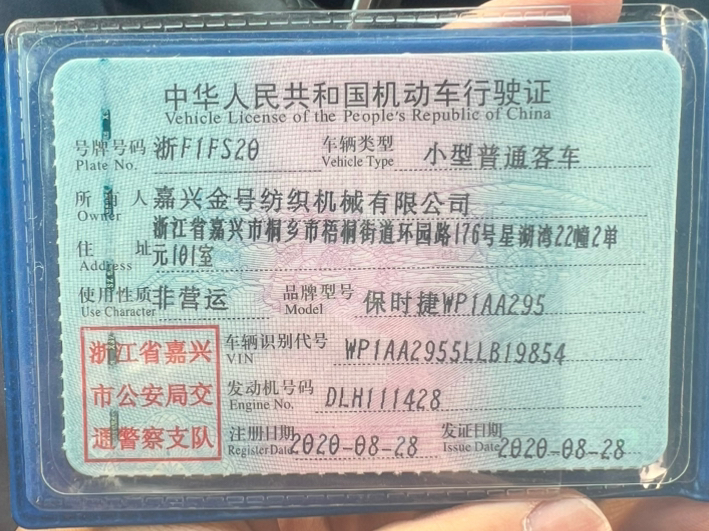 中华人民共和国机动车行驶证
Vehicle License of the People's Republic of China
号牌号码 浙F1FS20 车辆类型 小型普通客车
Plate No. Vehicle Type
所有人 嘉兴金号纺织机械有限公司
Owner
住址 浙江省嘉兴市桐乡市梧桐街道环园路176号星湖湾22幢2单
Address 元101室
使用性质 非营运 品牌型号 保时捷WP1AA295
Use Character Model
浙江省嘉兴
市公安局交
通警察支队
车辆识别代号 WP1AA2955LLB19854
VIN
发动机号码 DLH111428
Engine No.
注册日期 2020-08-28 发证日期 2020-08-28
Register Date Issue Date